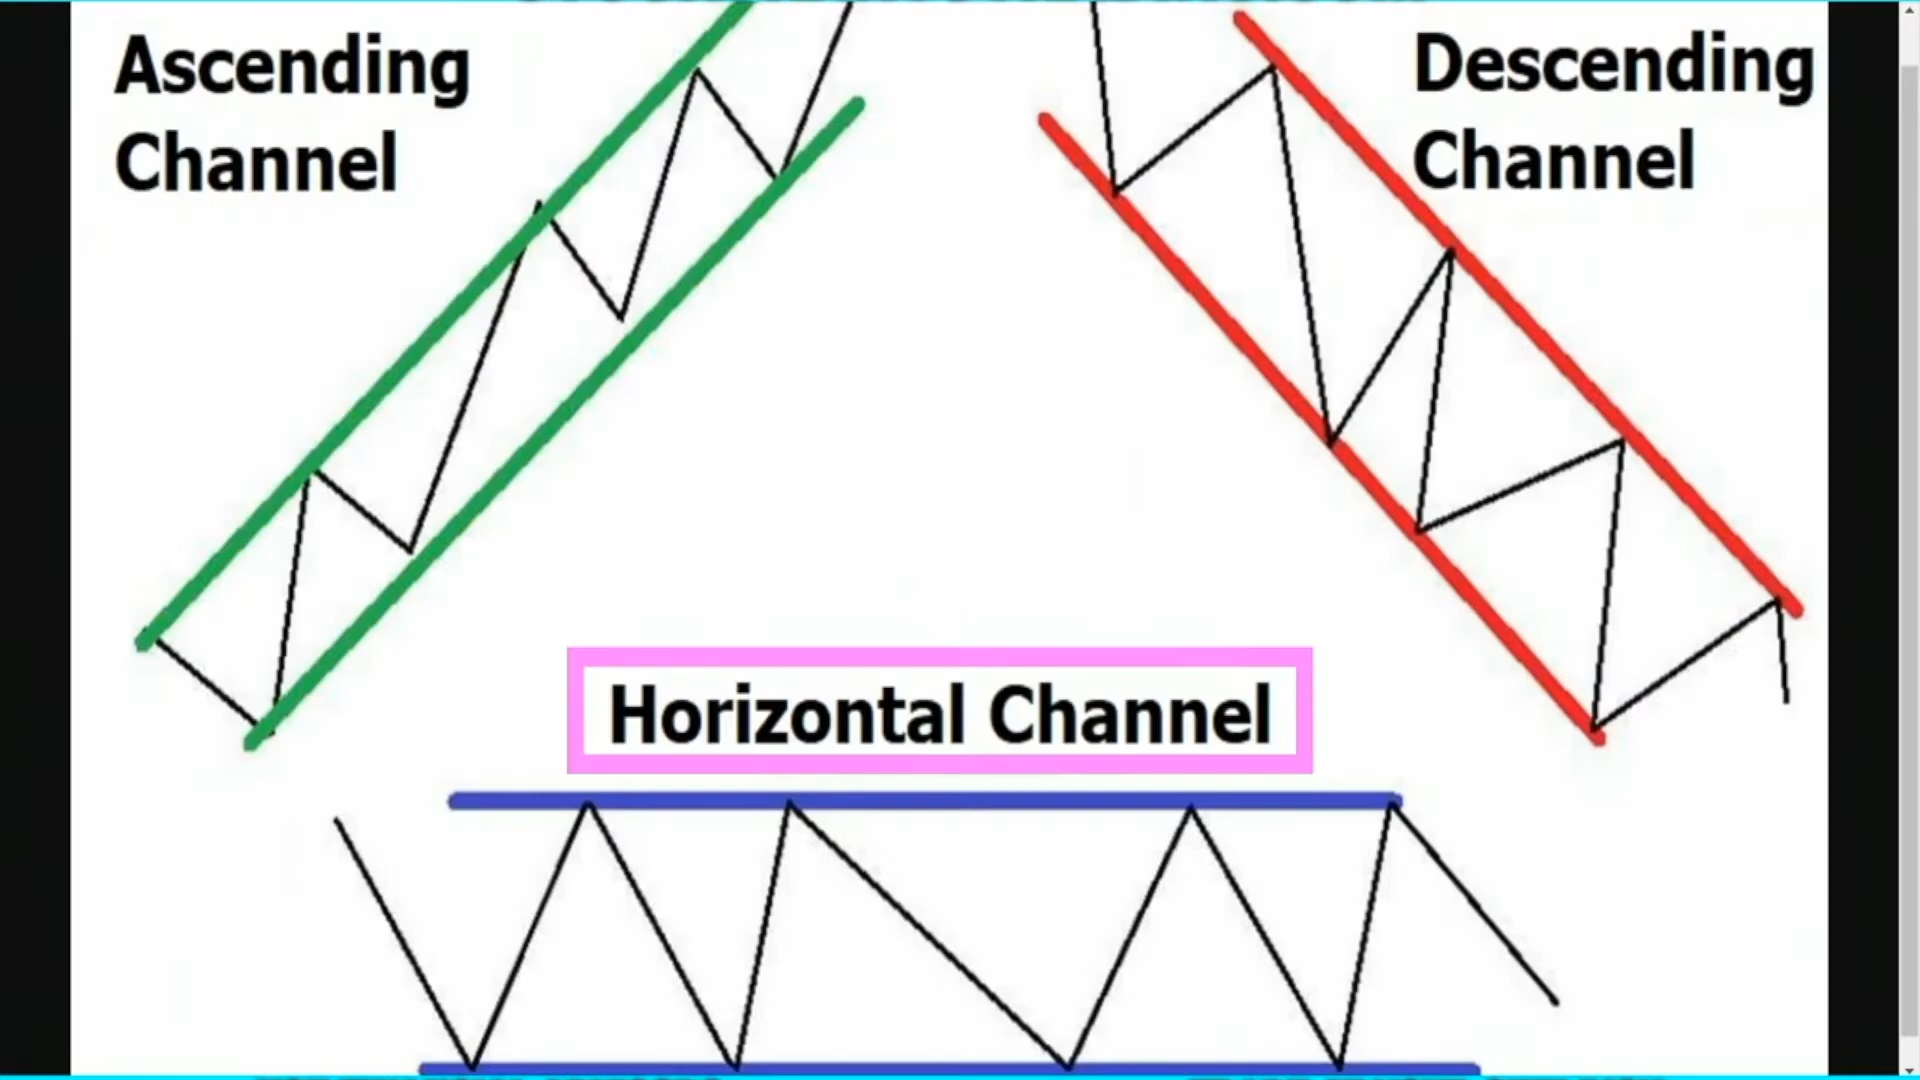 Ascending
Channel
Descending
Channel
Horizontal Channel